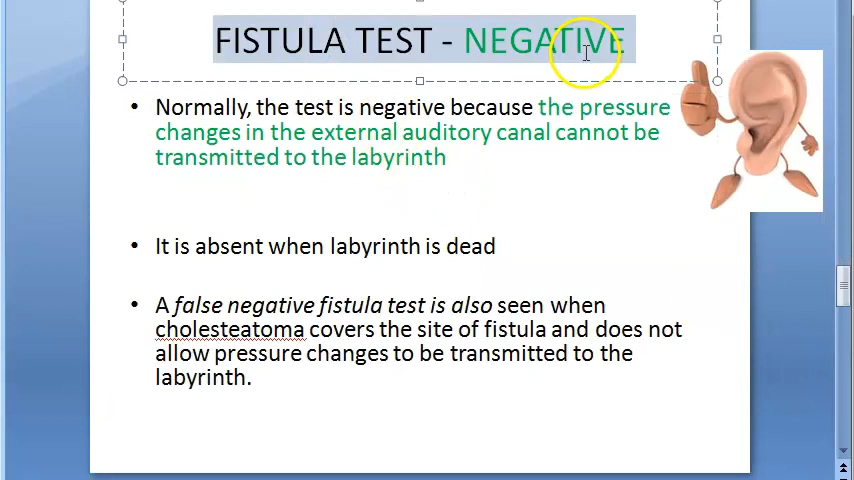 FISTULA TEST - NEGATIVE
• Normally, the test is negative because the pressure
changes in the external auditory canal cannot be
transmitted to the labyrinth
• It is absent when labyrinth is dead
• A false negative fistula test is also seen when
cholesteatoma covers the site of fistula and does not
allow pressure changes to be transmitted to the
labyrinth.